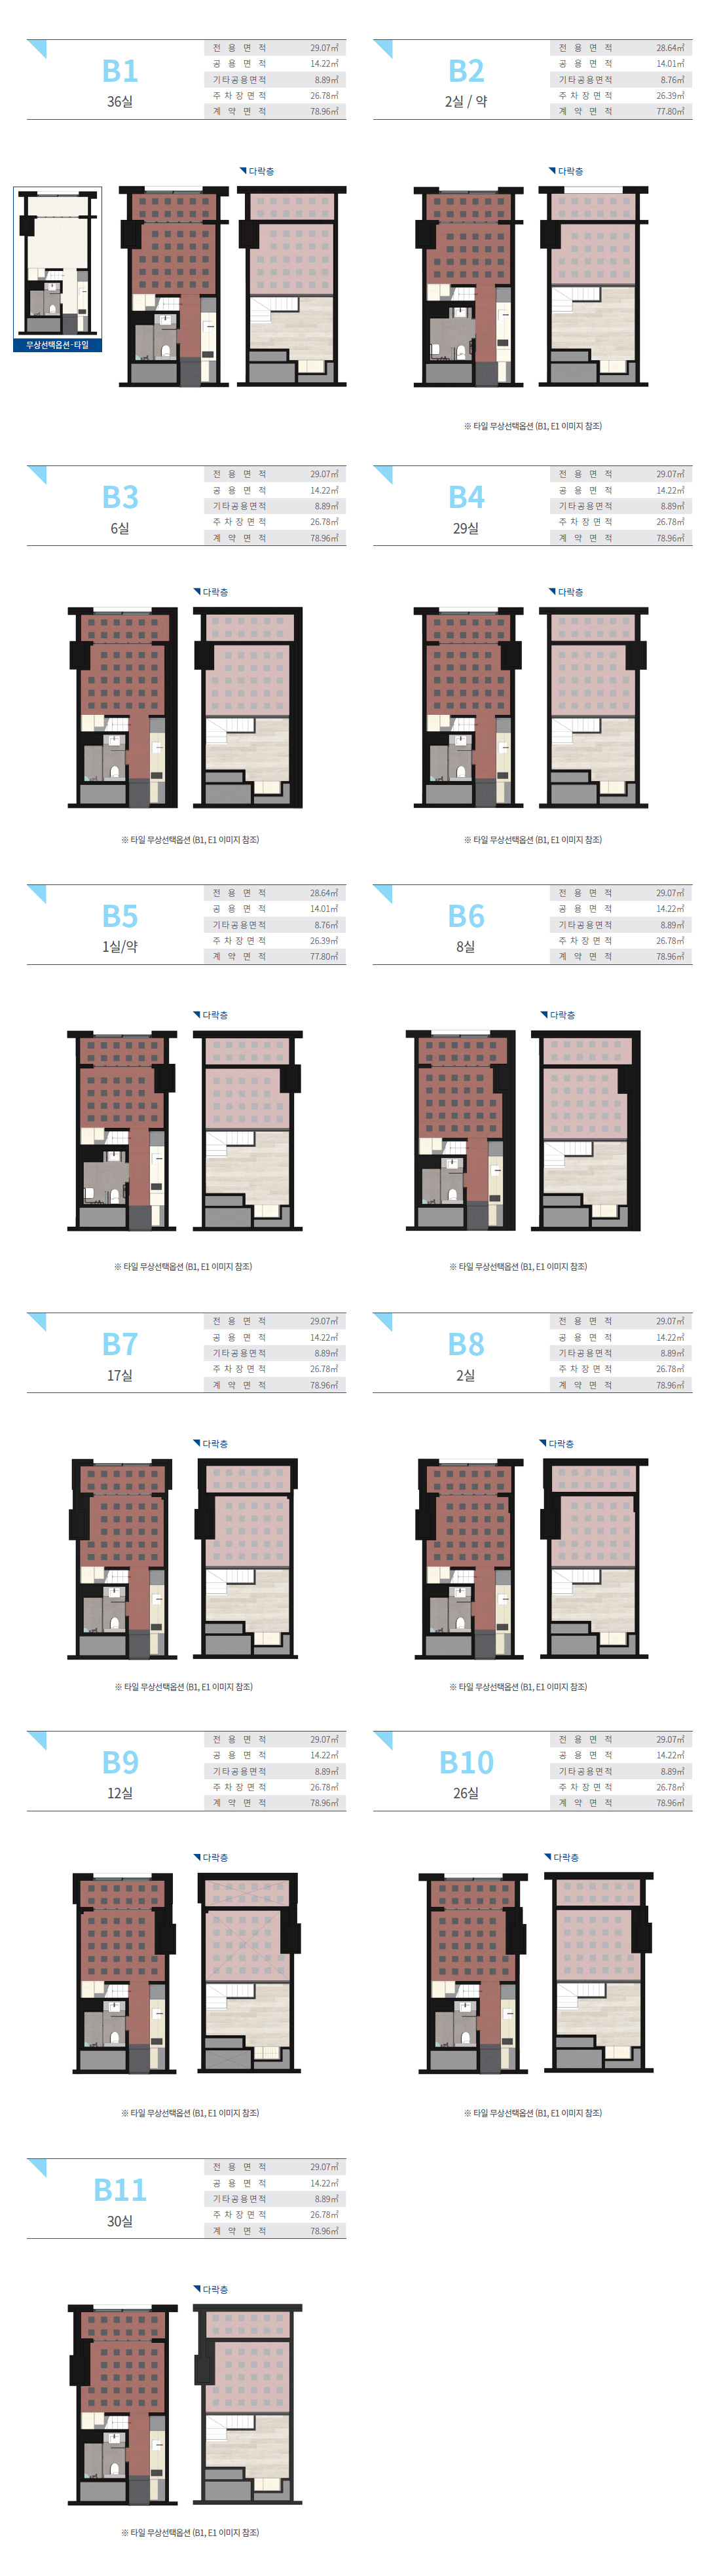 B1
36실
전 용 면 적 29.07㎡
공 용 면 적 14.22㎡
기타공용면적 8.89㎡
주 차 장 면 적 26.78㎡
계 약 면 적 78.96㎡
다락층
무상선택옵션-타일
B2
2실 / 약
전 용 면 적 28.64㎡
공 용 면 적 14.01㎡
기타공용면적 8.76㎡
주 차 장 면 적 26.39㎡
계 약 면 적 77.80㎡
다락층
※ 타일 무상선택옵션 (B1, E1 이미지 참조)
B3
6실
전 용 면 적 29.07㎡
공 용 면 적 14.22㎡
기타공용면적 8.89㎡
주 차 장 면 적 26.78㎡
계 약 면 적 78.96㎡
다락층
※ 타일 무상선택옵션 (B1, E1 이미지 참조)
B4
29실
전 용 면 적 29.07㎡
공 용 면 적 14.22㎡
기타공용면적 8.89㎡
주 차 장 면 적 26.78㎡
계 약 면 적 78.96㎡
다락층
※ 타일 무상선택옵션 (B1, E1 이미지 참조)
B5
1실/약
전 용 면 적 28.64㎡
공 용 면 적 14.01㎡
기타공용면적 8.76㎡
주 차 장 면 적 26.39㎡
계 약 면 적 77.80㎡
다락층
※ 타일 무상선택옵션 (B1, E1 이미지 참조)
B6
8실
전 용 면 적 29.07㎡
공 용 면 적 14.22㎡
기타공용면적 8.89㎡
주 차 장 면 적 26.78㎡
계 약 면 적 78.96㎡
다락층
※ 타일 무상선택옵션 (B1, E1 이미지 참조)
B7
17실
전 용 면 적 29.07㎡
공 용 면 적 14.22㎡
기타공용면적 8.89㎡
주 차 장 면 적 26.78㎡
계 약 면 적 78.96㎡
다락층
※ 타일 무상선택옵션 (B1, E1 이미지 참조)
B8
2실
전 용 면 적 29.07㎡
공 용 면 적 14.22㎡
기타공용면적 8.89㎡
주 차 장 면 적 26.78㎡
계 약 면 적 78.96㎡
다락층
※ 타일 무상선택옵션 (B1, E1 이미지 참조)
B9
12실
전 용 면 적 29.07㎡
공 용 면 적 14.22㎡
기타공용면적 8.89㎡
주 차 장 면 적 26.78㎡
계 약 면 적 78.96㎡
다락층
※ 타일 무상선택옵션 (B1, E1 이미지 참조)
B10
26실
전 용 면 적 29.07㎡
공 용 면 적 14.22㎡
기타공용면적 8.89㎡
주 차 장 면 적 26.78㎡
계 약 면 적 78.96㎡
다락층
※ 타일 무상선택옵션 (B1, E1 이미지 참조)
B11
30실
전 용 면 적 29.07㎡
공 용 면 적 14.22㎡
기타공용면적 8.89㎡
주 차 장 면 적 26.78㎡
계 약 면 적 78.96㎡
다락층
※ 타일 무상선택옵션 (B1, E1 이미지 참조)